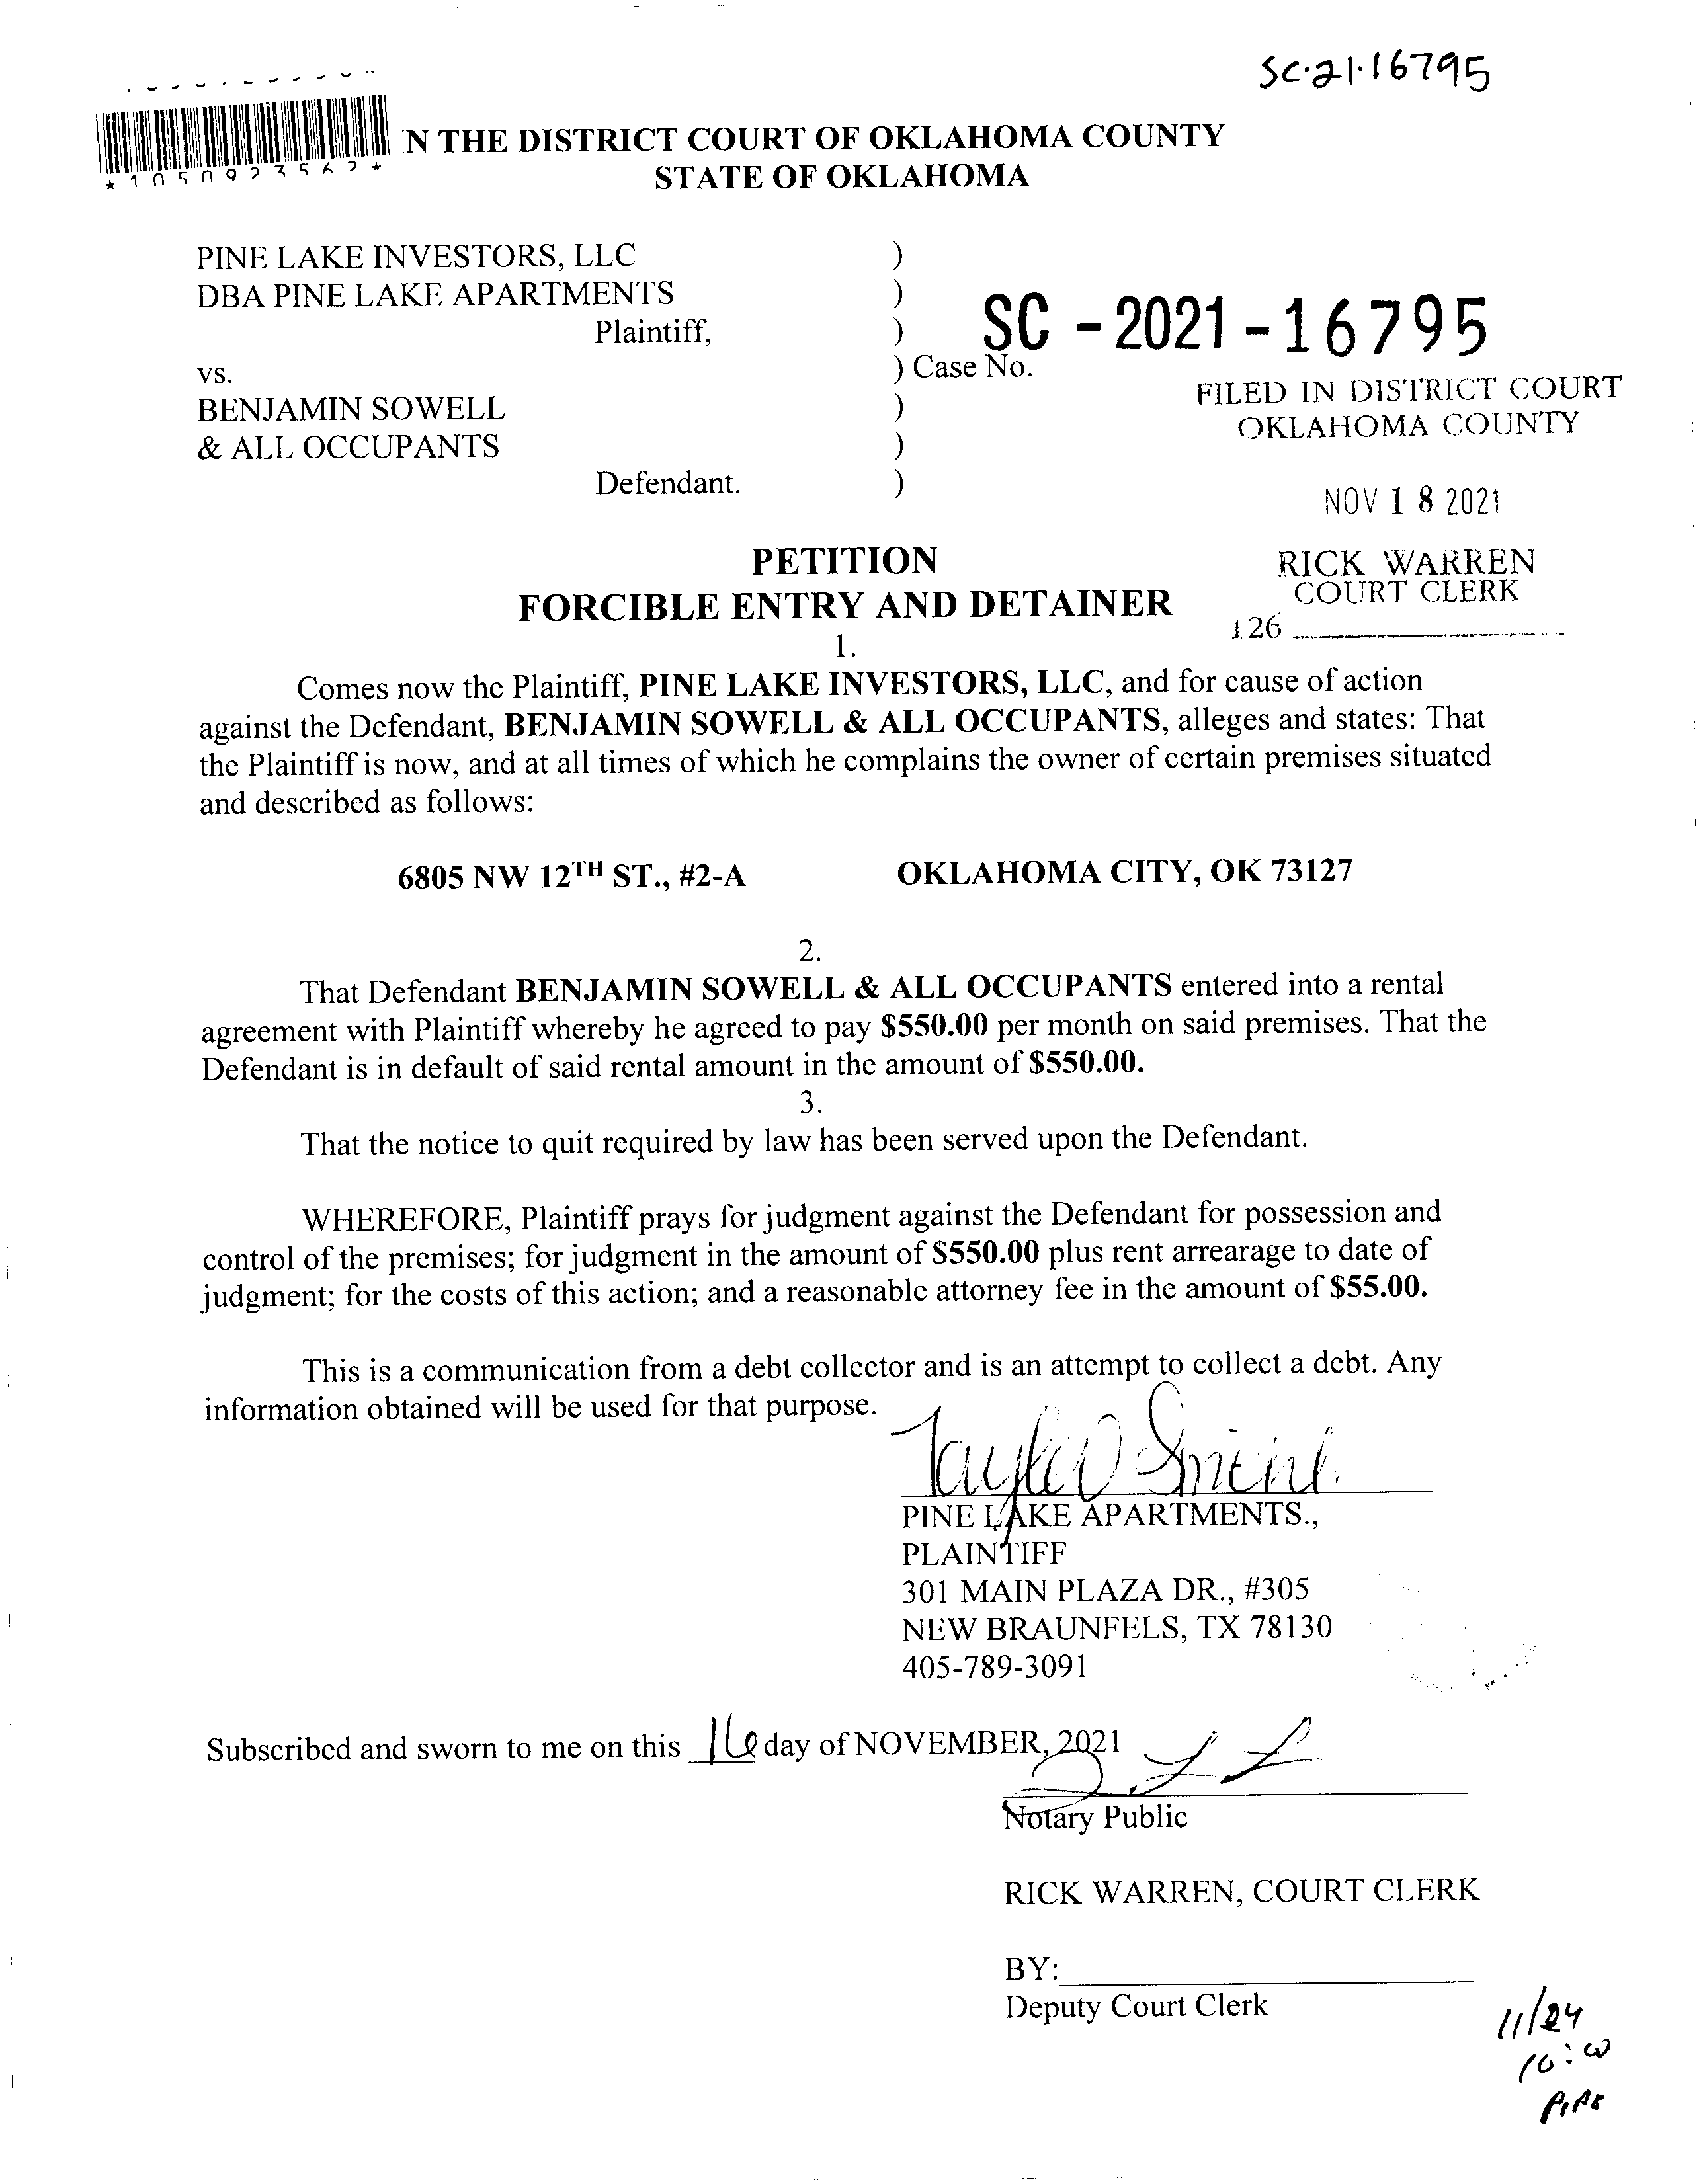 SC-21-16795
*1050923562*
N THE DISTRICT COURT OF OKLAHOMA COUNTY
STATE OF OKLAHOMA
PINE LAKE INVESTORS, LLC )
DBA PINE LAKE APARTMENTS )
Plaintiff, ) SC - 2021 - 16795
vs. ) Case No.
BENJAMIN SOWELL )
& ALL OCCUPANTS )
Defendant. )
FILED IN DISTRICT COURT
OKLAHOMA COUNTY
NOV 18 2021
RICK WARREN
COURT CLERK
126
PETITION
FORCIBLE ENTRY AND DETAINER
1.
Comes now the Plaintiff, PINE LAKE INVESTORS, LLC, and for cause of action
against the Defendant, BENJAMIN SOWELL & ALL OCCUPANTS, alleges and states: That
the Plaintiff is now, and at all times of which he complains the owner of certain premises situated
and described as follows:
6805 NW 12TH ST., #2-A OKLAHOMA CITY, OK 73127
2.
That Defendant BENJAMIN SOWELL & ALL OCCUPANTS entered into a rental
agreement with Plaintiff whereby he agreed to pay $550.00 per month on said premises. That the
Defendant is in default of said rental amount in the amount of $550.00.
3.
That the notice to quit required by law has been served upon the Defendant.
WHEREFORE, Plaintiff prays for judgment against the Defendant for possession and
control of the premises; for judgment in the amount of $550.00 plus rent arrearage to date of
judgment; for the costs of this action; and a reasonable attorney fee in the amount of $55.00.
This is a communication from a debt collector and is an attempt to collect a debt. Any
information obtained will be used for that purpose.
PINE LAKE APARTMENTS.,
PLAINTIFF
301 MAIN PLAZA DR., #305
NEW BRAUNFELS, TX 78130
405-789-3091
Subscribed and sworn to me on this 16 day of NOVEMBER, 2021
Notary Public
RICK WARREN, COURT CLERK
BY:
Deputy Court Clerk
11/24
10:00